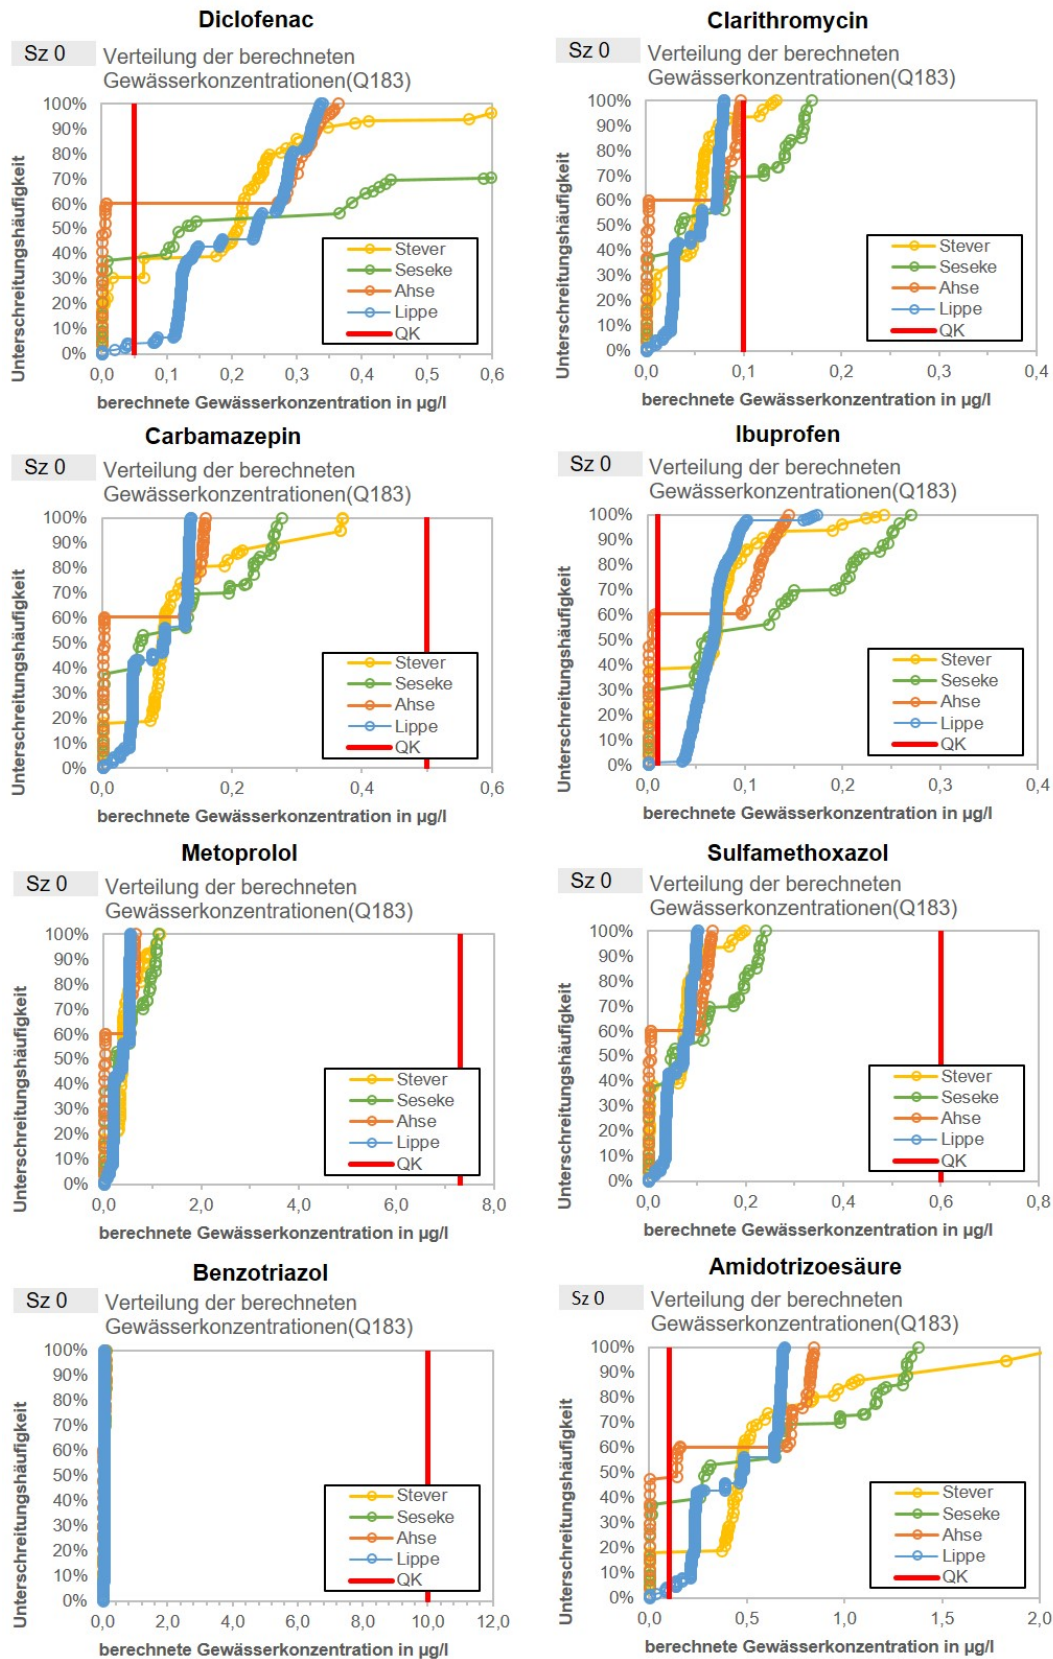 Diclofenac
Sz 0
Verteilung der berechneten
Gewässerkonzentrationen(Q183)
Unterschreitungshäufigkeit
100%
90%
80%
70%
60%
50%
40%
30%
20%
10%
0%
Stever
Seseke
Ahse
Lippe
QK
0,0 0,1 0,2 0,3 0,4 0,5 0,6
berechnete Gewässerkonzentration in µg/l
Clarithromycin
Sz 0
Verteilung der berechneten
Gewässerkonzentrationen(Q183)
Unterschreitungshäufigkeit
100%
90%
80%
70%
60%
50%
40%
30%
20%
10%
0%
Stever
Seseke
Ahse
Lippe
QK
0,0 0,1 0,2 0,3 0,4
berechnete Gewässerkonzentration in µg/l
Carbamazepin
Sz 0
Verteilung der berechneten
Gewässerkonzentrationen(Q183)
Unterschreitungshäufigkeit
100%
90%
80%
70%
60%
50%
40%
30%
20%
10%
0%
Stever
Seseke
Ahse
Lippe
QK
0,0 0,1 0,2 0,3 0,4 0,5 0,6
berechnete Gewässerkonzentration in µg/l
Ibuprofen
Sz 0
Verteilung der berechneten
Gewässerkonzentrationen(Q183)
Unterschreitungshäufigkeit
100%
90%
80%
70%
60%
50%
40%
30%
20%
10%
0%
Stever
Seseke
Ahse
Lippe
QK
0,0 0,1 0,2 0,3 0,4
berechnete Gewässerkonzentration in µg/l
Metoprolol
Sz 0
Verteilung der berechneten
Gewässerkonzentrationen(Q183)
Unterschreitungshäufigkeit
100%
90%
80%
70%
60%
50%
40%
30%
20%
10%
0%
Stever
Seseke
Ahse
Lippe
QK
0,0 2,0 4,0 6,0 8,0
berechnete Gewässerkonzentration in µg/l
Sulfamethoxazol
Sz 0
Verteilung der berechneten
Gewässerkonzentrationen(Q183)
Unterschreitungshäufigkeit
100%
90%
80%
70%
60%
50%
40%
30%
20%
10%
0%
Stever
Seseke
Ahse
Lippe
QK
0,0 0,2 0,4 0,6 0,8
berechnete Gewässerkonzentration in µg/l
Benzotriazol
Sz 0
Verteilung der berechneten
Gewässerkonzentrationen(Q183)
Unterschreitungshäufigkeit
100%
90%
80%
70%
60%
50%
40%
30%
20%
10%
0%
Stever
Seseke
Ahse
Lippe
QK
0,0 2,0 4,0 6,0 8,0 10,0 12,0
berechnete Gewässerkonzentration in µg/l
Amidotrizoesäure
Sz 0
Verteilung der berechneten
Gewässerkonzentrationen(Q183)
Unterschreitungshäufigkeit
100%
90%
80%
70%
60%
50%
40%
30%
20%
10%
0%
Stever
Seseke
Ahse
Lippe
QK
0,0 0,5 1,0 1,5 2,0
berechnete Gewässerkonzentration in µg/l